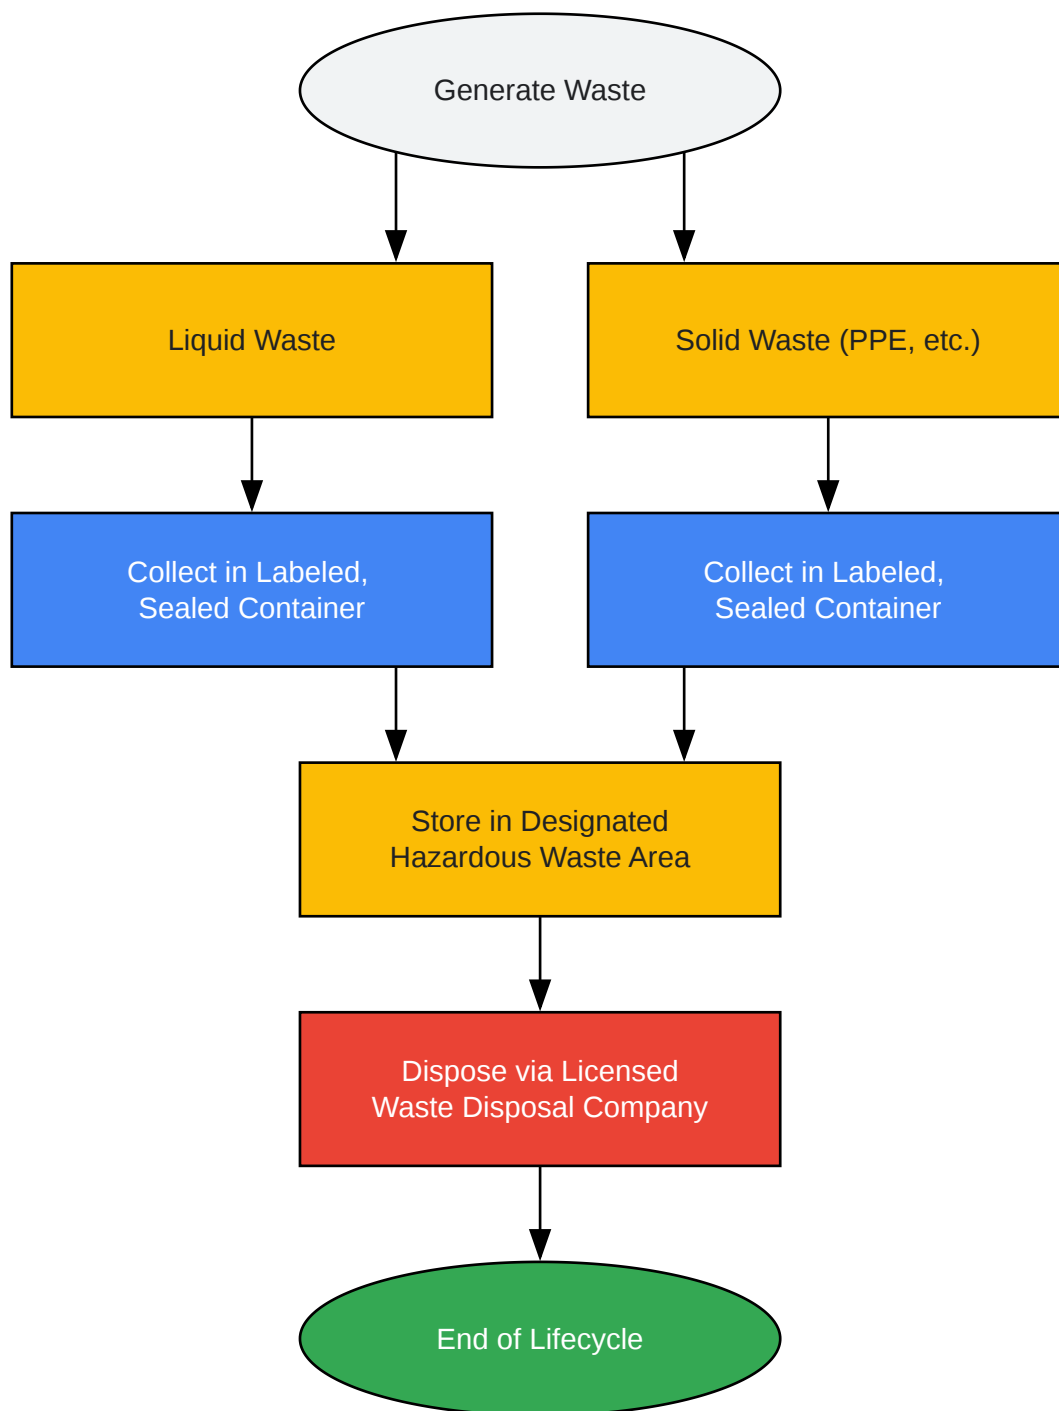 Generate Waste
Liquid Waste
Solid Waste (PPE, etc.)
Collect in Labeled,
Sealed Container
Collect in Labeled,
Sealed Container
Store in Designated
Hazardous Waste Area
Dispose via Licensed
Waste Disposal Company
End of Lifecycle